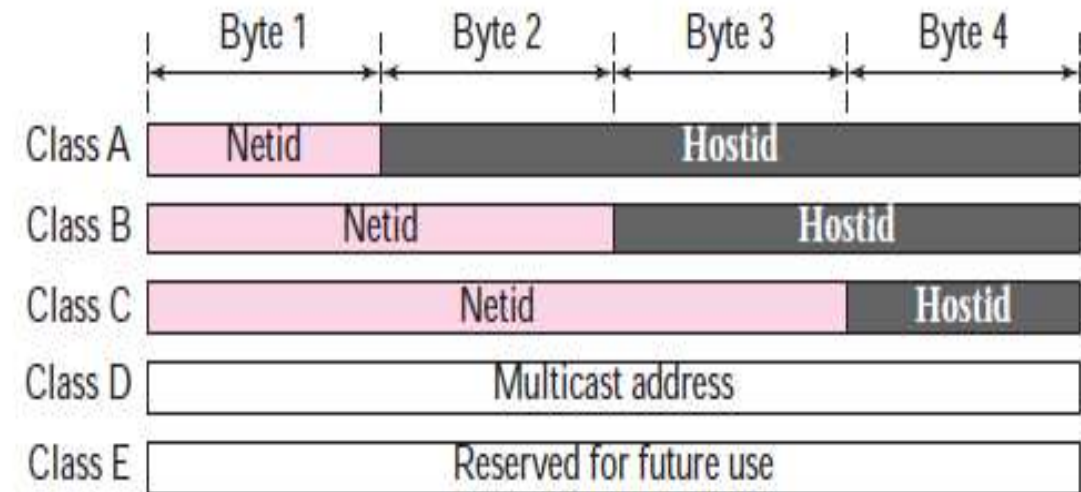 Byte 1 Byte 2 Byte 3 Byte 4
Class A Netid Hostid
Class B Netid Hostid
Class C Netid Hostid
Class D Multicast address
Class E Reserved for future use